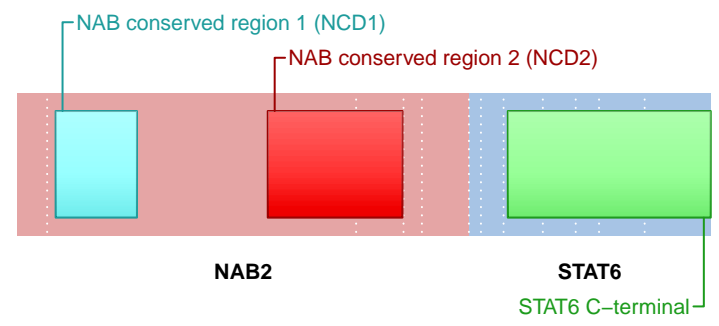 NAB conserved region 1 (NCD1)
NAB conserved region 2 (NCD2)
NAB2
STAT6
STAT6 C−terminal